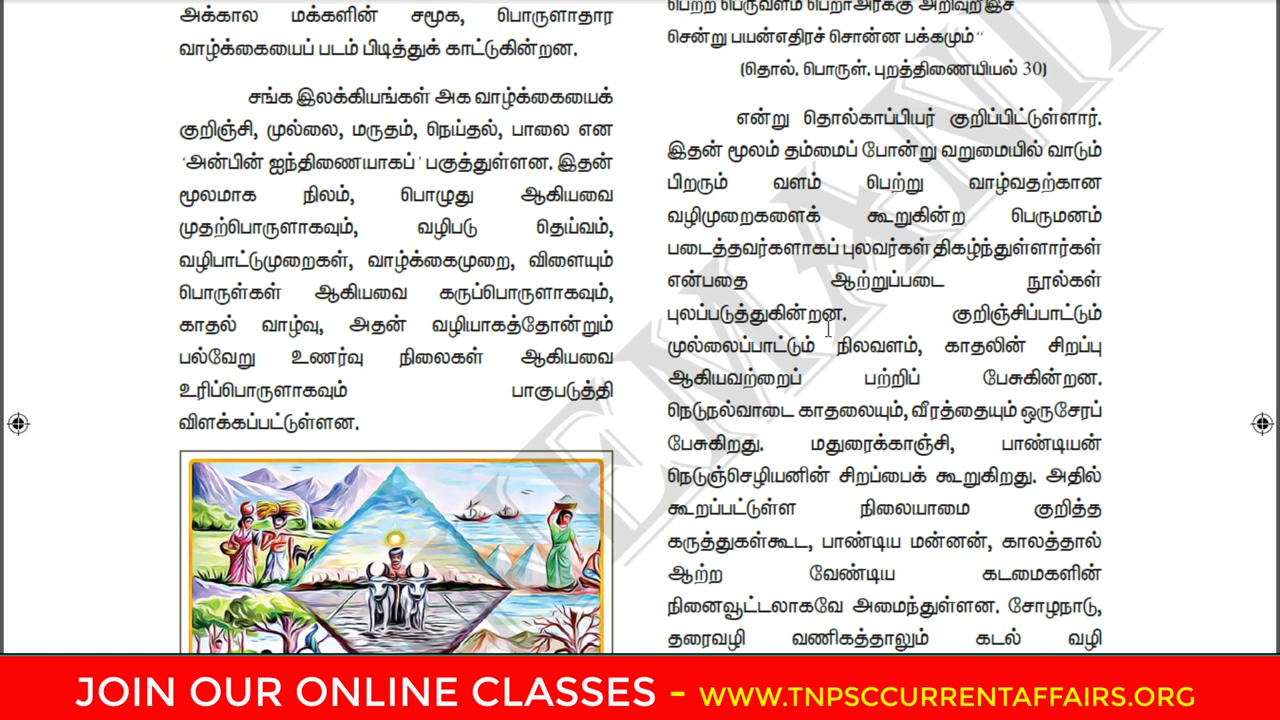 அக்கால மக்களின் சமூக, பொருளாதார
வாழ்க்கையைப் படம் பிடித்துக் காட்டுகின்றன.
சங்க இலக்கியங்கள் அக வாழ்க்கையைக்
குறிஞ்சி, முல்லை, மருதம், நெய்தல், பாலை என
‘அன்பின் ஐந்திணையாகப்’ பகுத்துள்ளன. இதன்
மூலமாக நிலம், பொழுது ஆகியவை
முதற்பொருளாகவும், வழிபடு தெய்வம்,
வழிபாட்டுமுறைகள், வாழ்க்கைமுறை, விளையும்
பொருள்கள் ஆகியவை கருப்பொருளாகவும்,
காதல் வாழ்வு, அதன் வழியாகத்தோன்றும்
பல்வேறு உணர்வு நிலைகள் ஆகியவை
உரிப்பொருளாகவும் பாகுபடுத்தி
விளக்கப்பட்டுள்ளன.
பெற்ற பெருவளம் பெறாஅர்க்கு அறிவுறீஇச்
சென்று பயன்எதிரச் சொன்ன பக்கமும்“
(தொல். பொருள். புறத்திணையியல் 30)
என்று தொல்காப்பியர் குறிப்பிட்டுள்ளார்.
இதன் மூலம் தம்மைப் போன்று வறுமையில் வாடும்
பிறரும் வளம் பெற்று வாழ்வதற்கான
வழிமுறைகளைக் கூறுகின்ற பெருமனம்
படைத்தவர்களாகப் புலவர்கள் திகழ்ந்துள்ளார்கள்
என்பதை ஆற்றுப்படை நூல்கள்
புலப்படுத்துகின்றன. குறிஞ்சிப்பாட்டும்
முல்லைப்பாட்டும் நிலவளம், காதலின் சிறப்பு
ஆகியவற்றைப் பற்றிப் பேசுகின்றன.
நெடுநல்வாடை காதலையும், வீரத்தையும் ஒருசேரப்
பேசுகிறது. மதுரைக்காஞ்சி, பாண்டியன்
நெடுஞ்செழியனின் சிறப்பைக் கூறுகிறது. அதில்
கூறப்பட்டுள்ள நிலையாமை குறித்த
கருத்துகள்கூட, பாண்டிய மன்னன், காலத்தால்
ஆற்ற வேண்டிய கடமைகளின்
நினைவூட்டலாகவே அமைந்துள்ளன. சோழநாடு,
தரைவழி வணிகத்தாலும் கடல் வழி
JOIN OUR ONLINE CLASSES - WWW.TNPSCCURRENTAFFAIRS.ORG